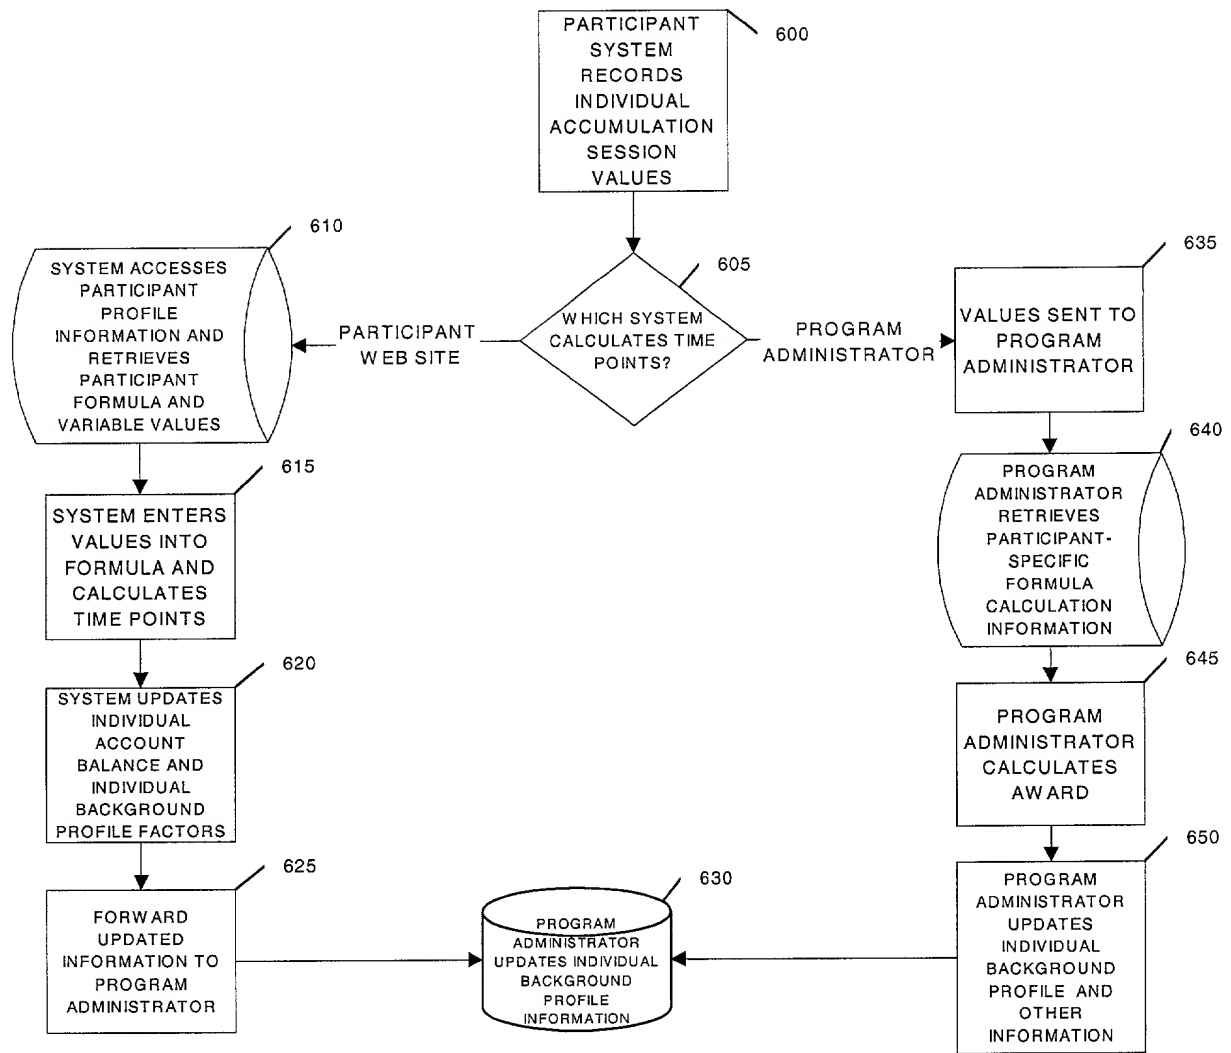 PARTICIPANT
SYSTEM
RECORDS
INDIVIDUAL
ACCUMULATION
SESSION
VALUES
600
605
WHICH SYSTEM
CALCULATES TIME
POINTS?
PARTICIPANT
WEB SITE
PROGRAM
ADMINISTRATOR
610
SYSTEM ACCESSES
PARTICIPANT
PROFILE
INFORMATION AND
RETRIEVES
PARTICIPANT
FORMULA AND
VARIABLE VALUES
615
SYSTEM ENTERS
VALUES INTO
FORMULA AND
CALCULATES
TIME POINTS
620
SYSTEM UPDATES
INDIVIDUAL
ACCOUNT
BALANCE AND
INDIVIDUAL
BACKGROUND
PROFILE FACTORS
625
FORWARD
UPDATED
INFORMATION TO
PROGRAM
ADMINISTRATOR
630
PROGRAM
ADMINISTRATOR
UPDATES INDIVIDUAL
BACKGROUND
PROFILE
INFORMATION
635
VALUES SENT TO
PROGRAM
ADMINISTRATOR
640
PROGRAM
ADMINISTRATOR
RETRIEVES
PARTICIPANT-
SPECIFIC
FORMULA
CALCULATION
INFORMATION
645
PROGRAM
ADMINISTRATOR
CALCULATES
AWARD
650
PROGRAM
ADMINISTRATOR
UPDATES
INDIVIDUAL
BACKGROUND
PROFILE AND
OTHER
INFORMATION